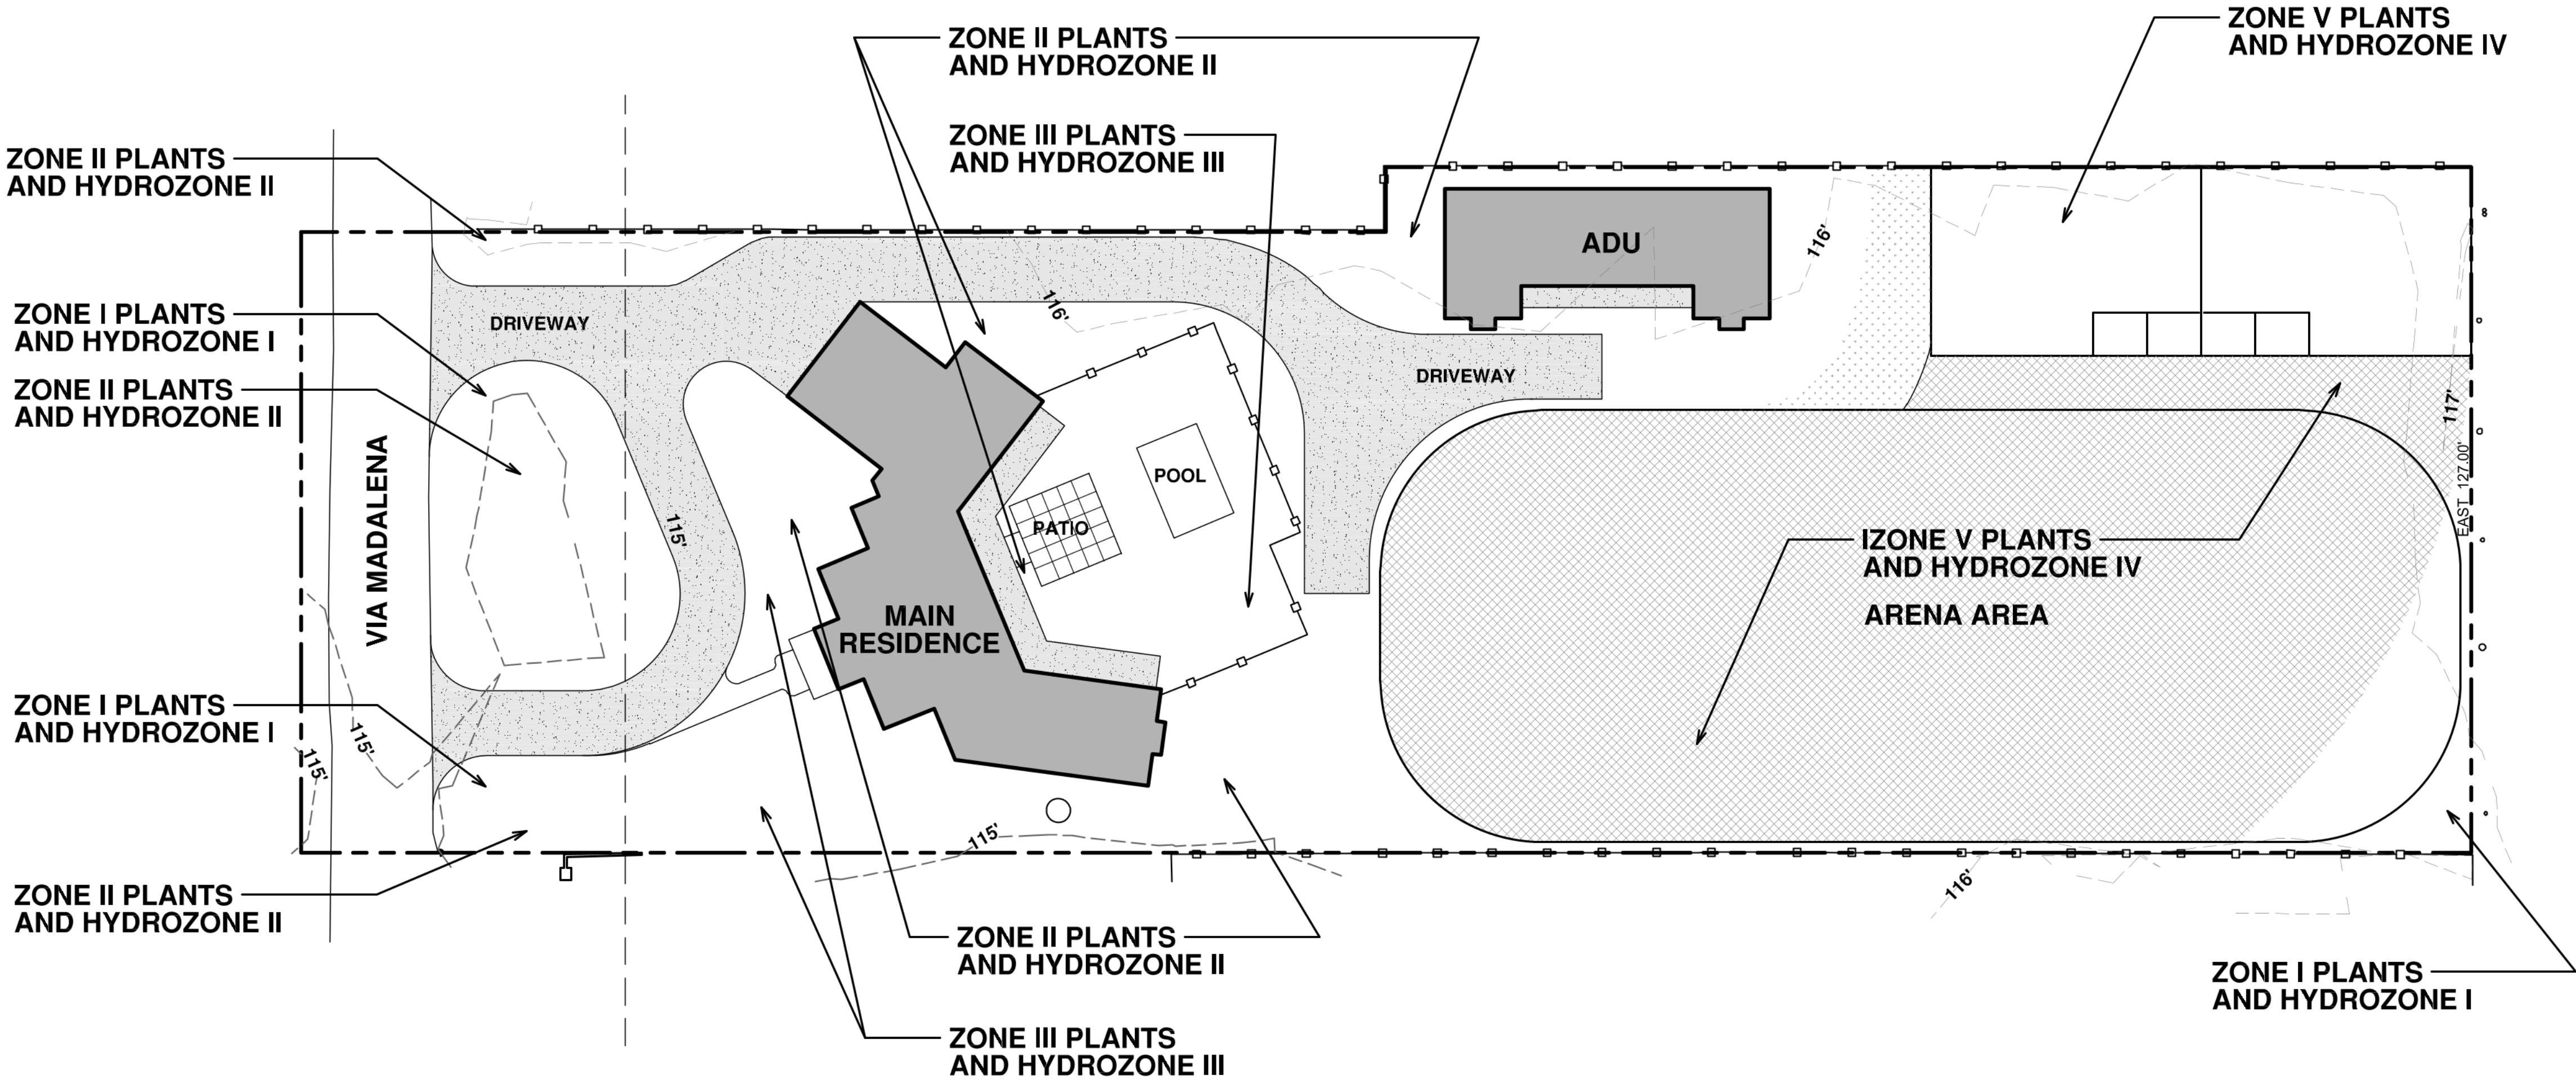 ZONE V PLANTS
AND HYDROZONE IV
ZONE II PLANTS
AND HYDROZONE II
ZONE III PLANTS
AND HYDROZONE III
ZONE II PLANTS
AND HYDROZONE II
ADU
116'
ZONE I PLANTS
AND HYDROZONE I
DRIVEWAY
116'
ZONE II PLANTS
AND HYDROZONE II
DRIVEWAY
117'
EAST 127.00'
VIA MADALENA
115'
POOL
PATIO
IZONE V PLANTS
AND HYDROZONE IV
ARENA AREA
MAIN
RESIDENCE
ZONE I PLANTS
AND HYDROZONE I
115'
115'
115'
116'
ZONE II PLANTS
AND HYDROZONE II
ZONE II PLANTS
AND HYDROZONE II
ZONE I PLANTS
AND HYDROZONE I
ZONE III PLANTS
AND HYDROZONE III